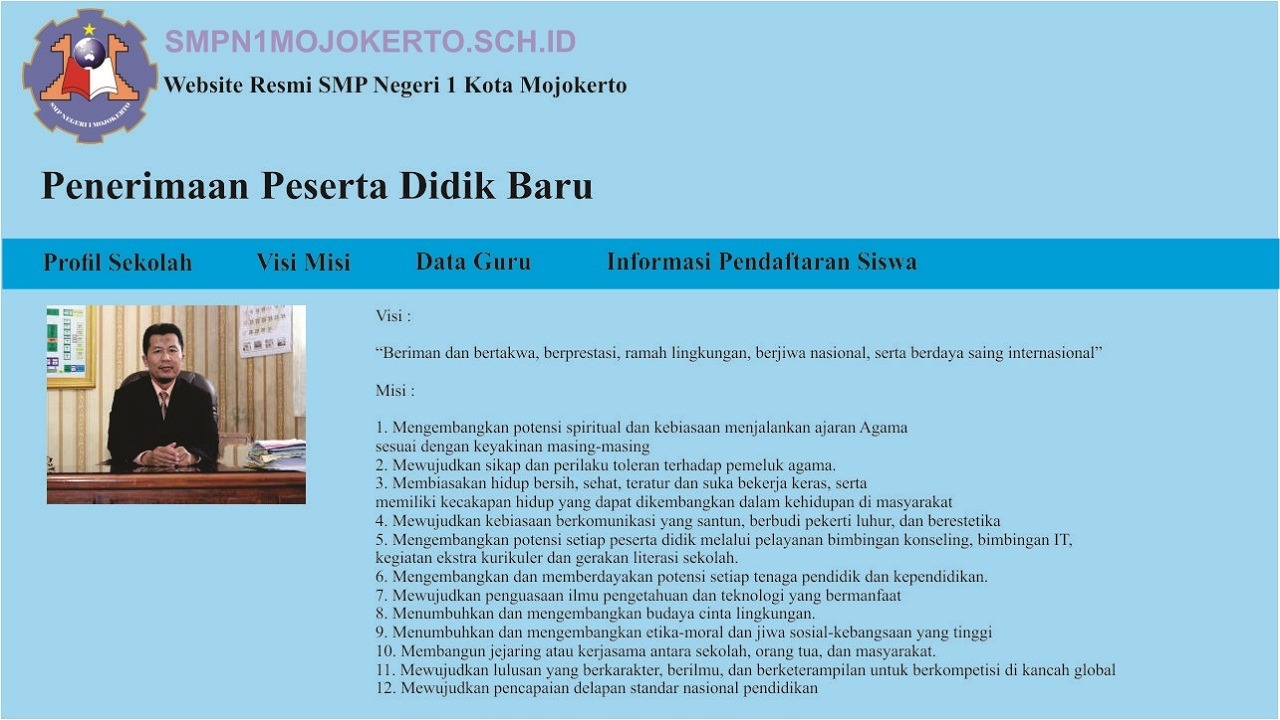 SMPN1MOJOKERTO.SCH.ID
Website Resmi SMP Negeri 1 Kota Mojokerto
SMP NEGERI 1 MOJOKERTO
Penerimaan Peserta Didik Baru
Profil Sekolah Visi Misi Data Guru Informasi Pendaftaran Siswa
Visi :
“Beriman dan bertakwa, berprestasi, ramah lingkungan, berjiwa nasional, serta berdaya saing internasional”
Misi :
1. Mengembangkan potensi spiritual dan kebiasaan menjalankan ajaran Agama
sesuai dengan keyakinan masing-masing
2. Mewujudkan sikap dan perilaku toleran terhadap pemeluk agama.
3. Membiasakan hidup bersih, sehat, teratur dan suka bekerja keras, serta
memiliki kecakapan hidup yang dapat dikembangkan dalam kehidupan di masyarakat
4. Mewujudkan kebiasaan berkomunikasi yang santun, berbudi pekerti luhur, dan berestetika
5. Mengembangkan potensi setiap peserta didik melalui pelayanan bimbingan konseling, bimbingan IT,
kegiatan ekstra kurikuler dan gerakan literasi sekolah.
6. Mengembangkan dan memberdayakan potensi setiap tenaga pendidik dan kependidikan.
7. Mewujudkan penguasaan ilmu pengetahuan dan teknologi yang bermanfaat
8. Menumbuhkan dan mengembangkan budaya cinta lingkungan.
9. Menumbuhkan dan mengembangkan etika-moral dan jiwa sosial-kebangsaan yang tinggi
10. Membangun jejaring atau kerjasama antara sekolah, orang tua, dan masyarakat.
11. Mewujudkan lulusan yang berkarakter, berilmu, dan berketerampilan untuk berkompetisi di kancah global
12. Mewujudkan pencapaian delapan standar nasional pendidikan